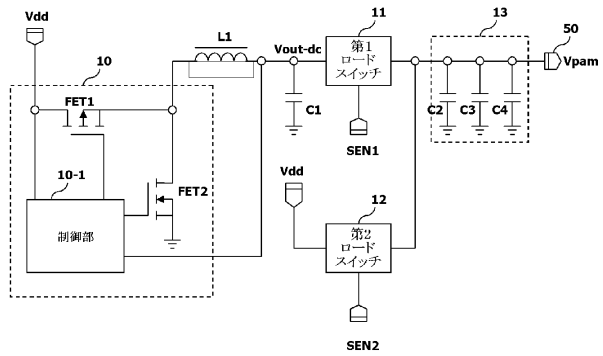 Vdd
10
L1
Vout-dc
11
第1
ロード
スイッチ
13
50
Vpam
FET1
C1
C2
C3
C4
SEN1
10-1
FET2
Vdd
12
制御部
第2
ロード
スイッチ
SEN2